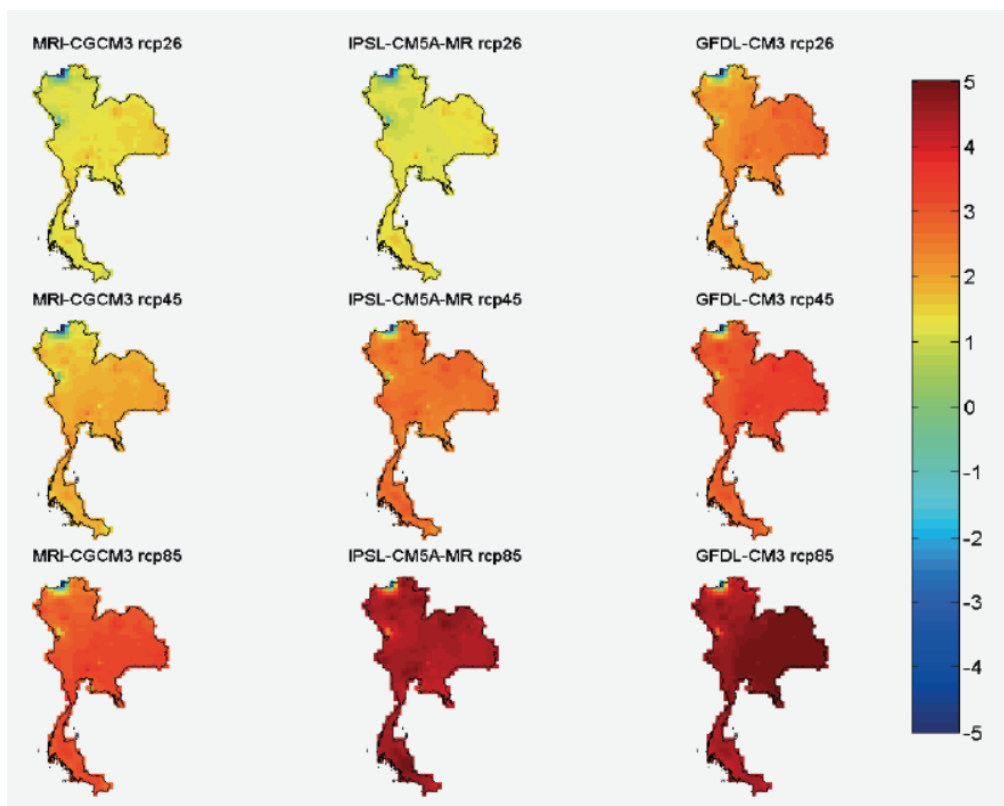 MRI-CGCM3 rcp26
IPSL-CM5A-MR rcp26
GFDL-CM3 rcp26
MRI-CGCM3 rcp45
IPSL-CM5A-MR rcp45
GFDL-CM3 rcp45
MRI-CGCM3 rcp85
IPSL-CM5A-MR rcp85
GFDL-CM3 rcp85
5
4
3
2
1
0
-1
-2
-3
-4
-5